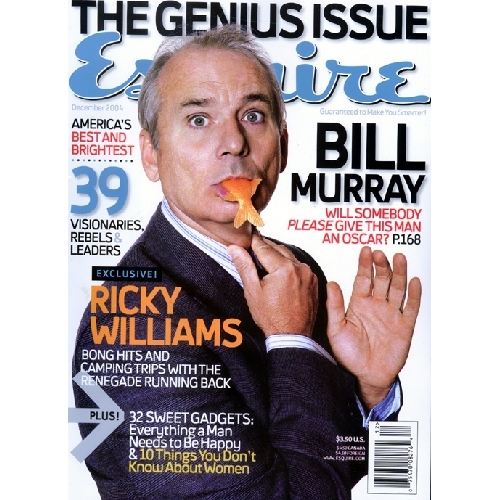 THE GENIUS ISSUE
Esquire
December 2004
Guaranteed to Make You Smarter!
AMERICA'S
BEST AND
BRIGHTEST
39
VISIONARIES,
REBELS &
LEADERS
BILL
MURRAY
WILL SOMEBODY
PLEASE GIVE THIS MAN
AN OSCAR? P.168
EXCLUSIVE!
RICKY
WILLIAMS
BONG HITS AND
CAMPING TRIPS WITH THE
RENEGADE RUNNING BACK
PLUS!
32 SWEET GADGETS:
Everything a Man
Needs to Be Happy
& 10 Things You Don't
Know About Women
$3.50 U.S.
WWW.ESQUIRE.COM